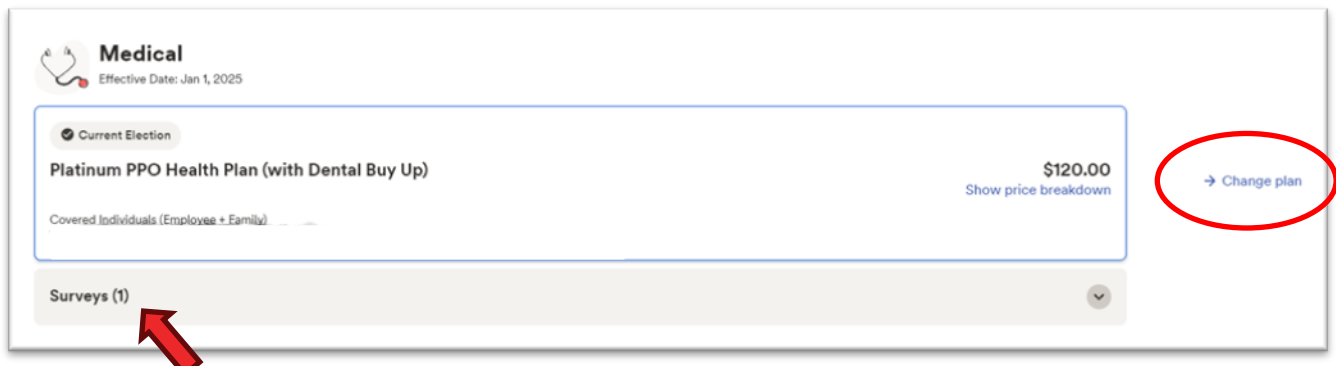 Medical
Effective Date: Jan 1, 2025
Current Election
Platinum PPO Health Plan (with Dental Buy Up)
$120.00
Show price breakdown
→ Change plan
Covered Individuals (Employee + Family)
Surveys (1)